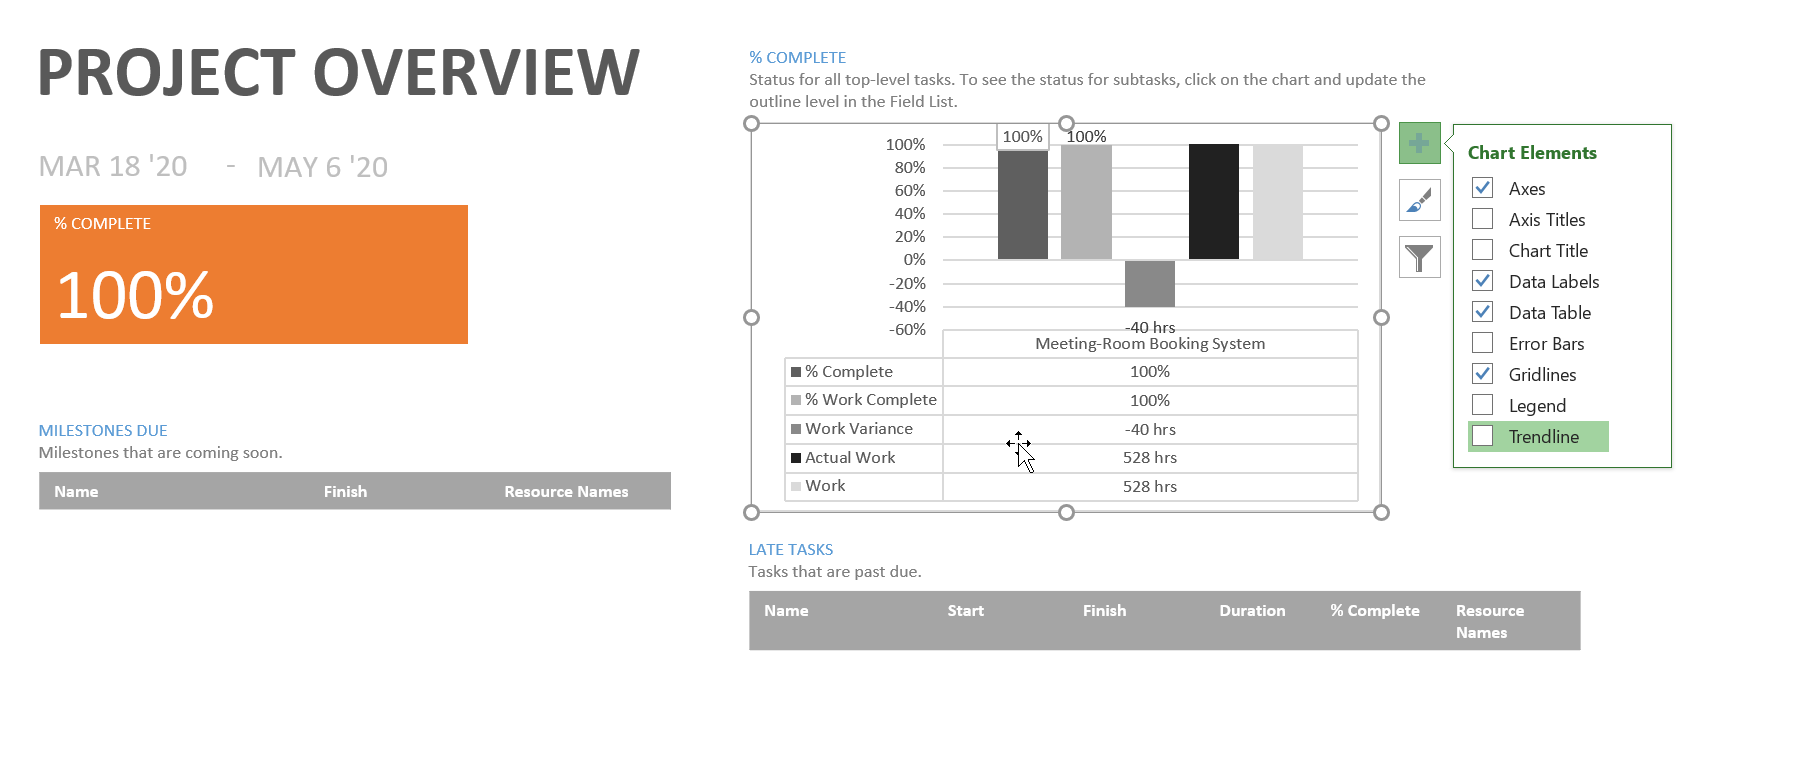 PROJECT OVERVIEW
MAR 18 '20 - MAY 6 '20
% COMPLETE
100%
MILESTONES DUE
Milestones that are coming soon.
Name Finish Resource Names
% COMPLETE
Status for all top-level tasks. To see the status for subtasks, click on the chart and update the
outline level in the Field List.
100% 100%
100%
80%
60%
40%
20%
0%
-20%
-40%
-60%
-40 hrs
Meeting-Room Booking System
% Complete 100%
% Work Complete 100%
Work Variance -40 hrs
Actual Work 528 hrs
Work 528 hrs
Chart Elements
Axes
Axis Titles
Chart Title
Data Labels
Data Table
Error Bars
Gridlines
Legend
Trendline
LATE TASKS
Tasks that are past due.
Name Start Finish Duration % Complete Resource
Names